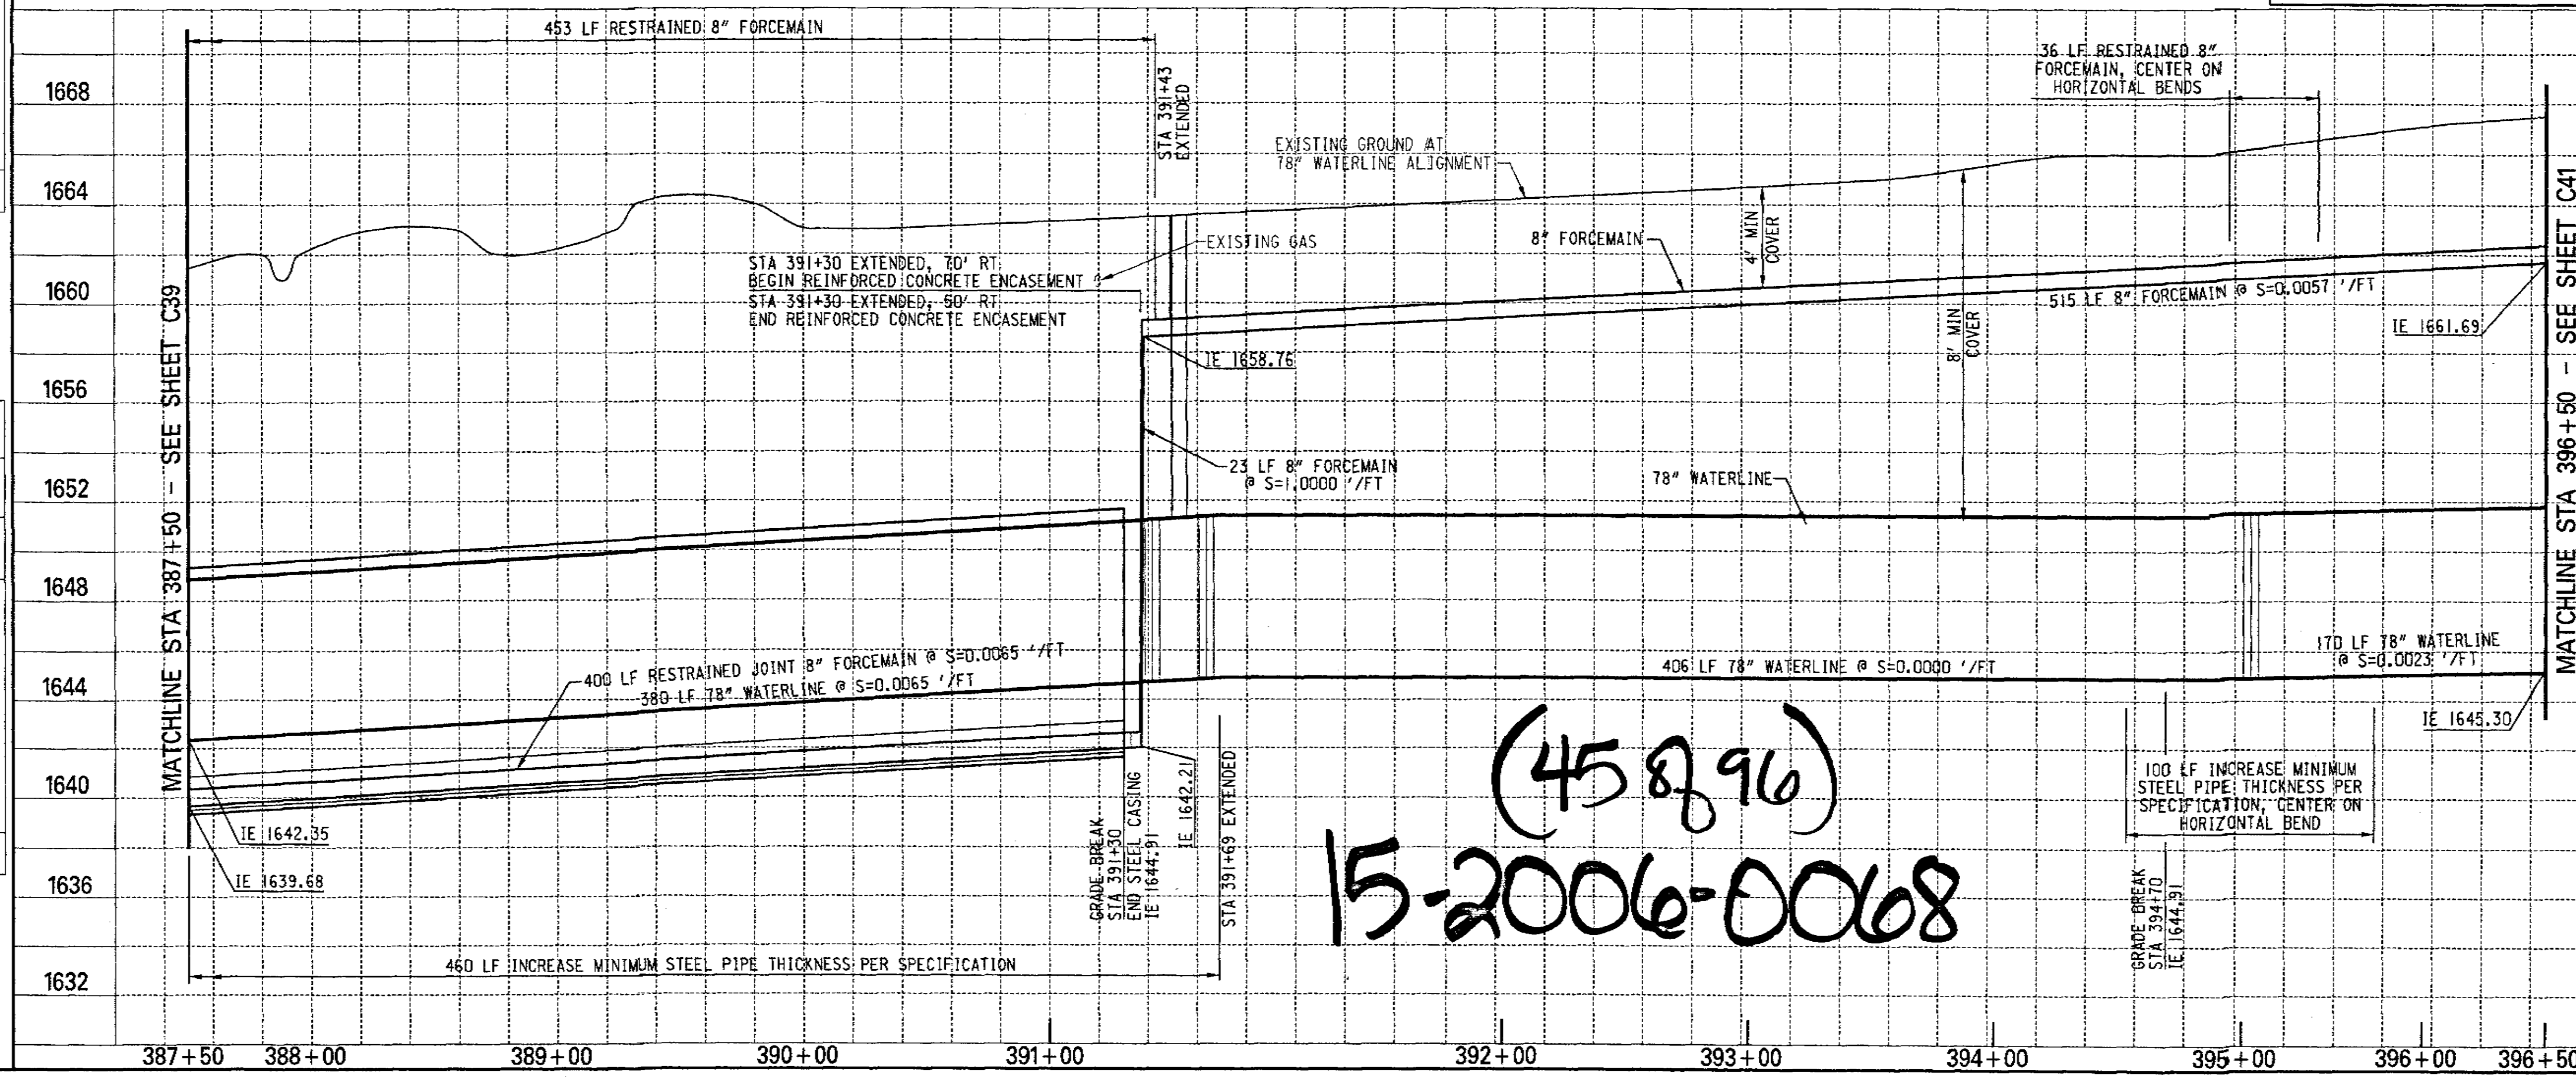 453 LF RESTRAINED 8" FORCEMAIN
36 LF RESTRAINED 8"
FORCEMAIN, CENTER ON
HORIZONTAL BENDS
STA 391+43
EXTENDED
EXISTING GROUND AT
78" WATERLINE ALIGNMENT
8" FORCEMAIN
4' MIN
COVER
8' MIN
COVER
EXISTING GAS
STA 391+30 EXTENDED, 70' RT
BEGIN REINFORCED CONCRETE ENCASEMENT
STA 391+30 EXTENDED, 50' RT
END REINFORCED CONCRETE ENCASEMENT
515 LF 8" FORCEMAIN @ S=0.0057 '/FT
IE 1661.69
IE 1658.76
23 LF 8" FORCEMAIN
@ S=1.0000 '/FT
78" WATERLINE
400 LF RESTRAINED JOINT 8" FORCEMAIN @ S=0.0065 '/FT
380 LF 78" WATERLINE @ S=0.0065 '/FT
406 LF 78" WATERLINE @ S=0.0000 '/FT
170 LF 78" WATERLINE
@ S=0.0023 '/FT
IE 1645.30
IE 1642.35
IE 1639.68
GRADE BREAK
STA 391+30
END STEEL CASING
IE 1644.91
IE 1642.21
STA 391+69 EXTENDED
100 LF INCREASE MINIMUM
STEEL PIPE THICKNESS PER
SPECIFICATION, CENTER ON
HORIZONTAL BEND
GRADE BREAK
STA 394+70
IE 1644.91
460 LF INCREASE MINIMUM STEEL PIPE THICKNESS PER SPECIFICATION
(45 of 96)
15-2006-0068
MATCHLINE STA 387+50 - SEE SHEET C39
MATCHLINE STA 396+50 - SEE SHEET C41
1668
1664
1660
1656
1652
1648
1644
1640
1636
1632
387+50 388+00 389+00 390+00 391+00 392+00 393+00 394+00 395+00 396+00 396+50